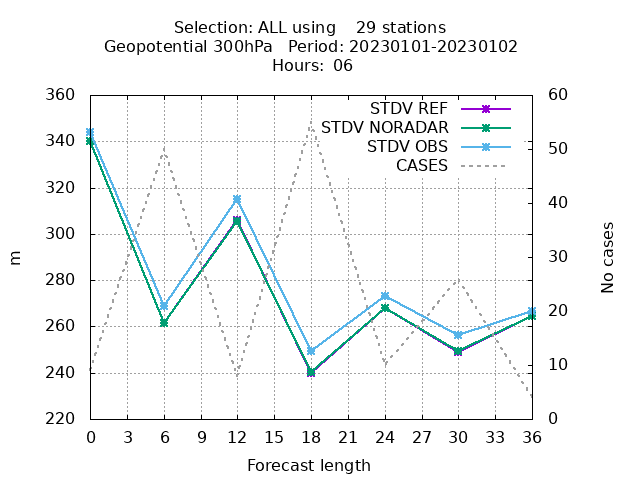 Selection: ALL using    29 stations
Geopotential 300hPa   Period: 20230101-20230102
Hours:  06
STDV REF
STDV NORADAR
STDV OBS
CASES
360
340
320
300
280
260
240
220
m
60
50
40
30
20
10
0
No cases
0 3 6 9 12 15 18 21 24 27 30 33 36
Forecast length